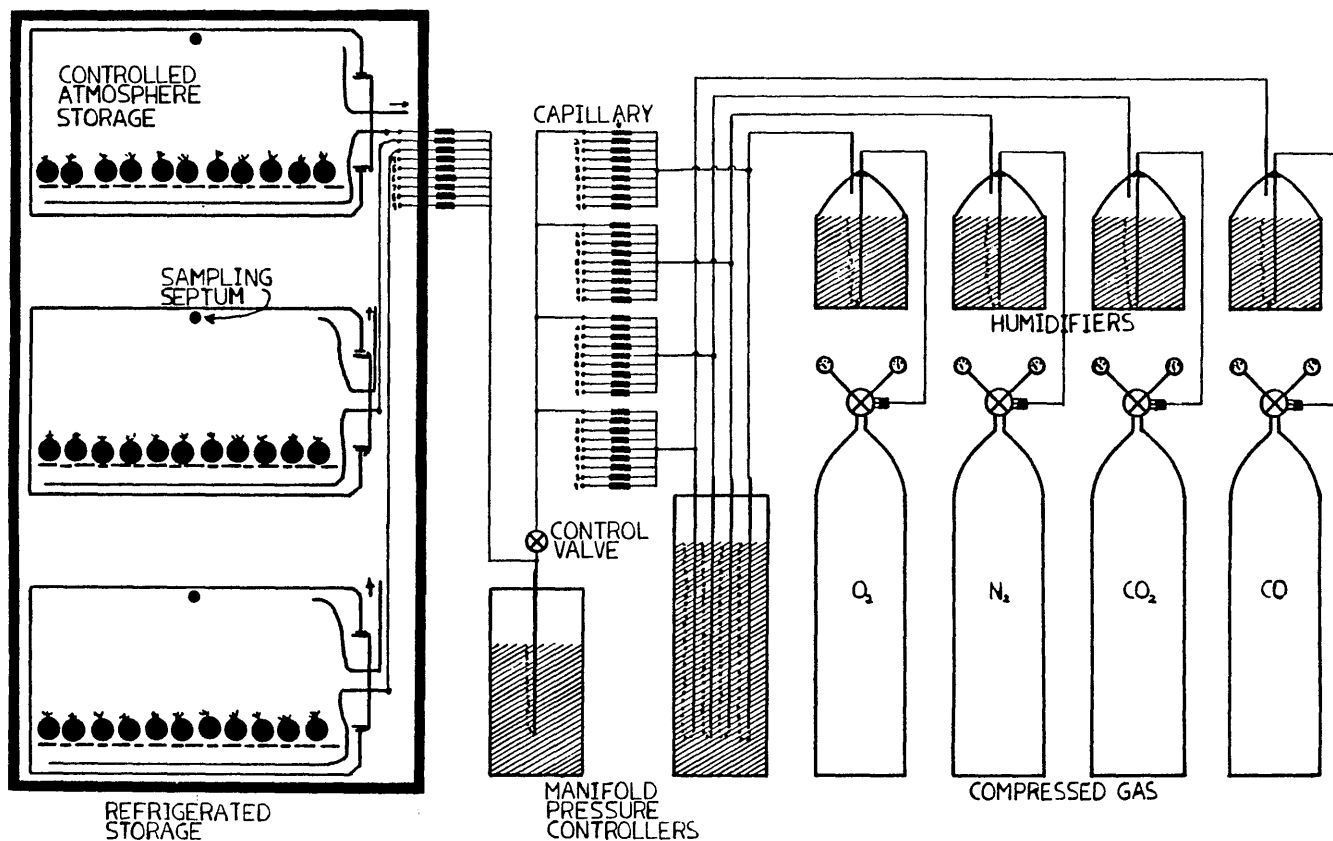 CONTROLLED
ATMOSPHERE
STORAGE
CAPILLARY
SAMPLING
SEPTUM
HUMIDIFIERS
CONTROL
VALVE
O₂
N₂
CO₂
CO
REFRIGERATED
STORAGE
MANIFOLD
PRESSURE
CONTROLLERS
COMPRESSED GAS